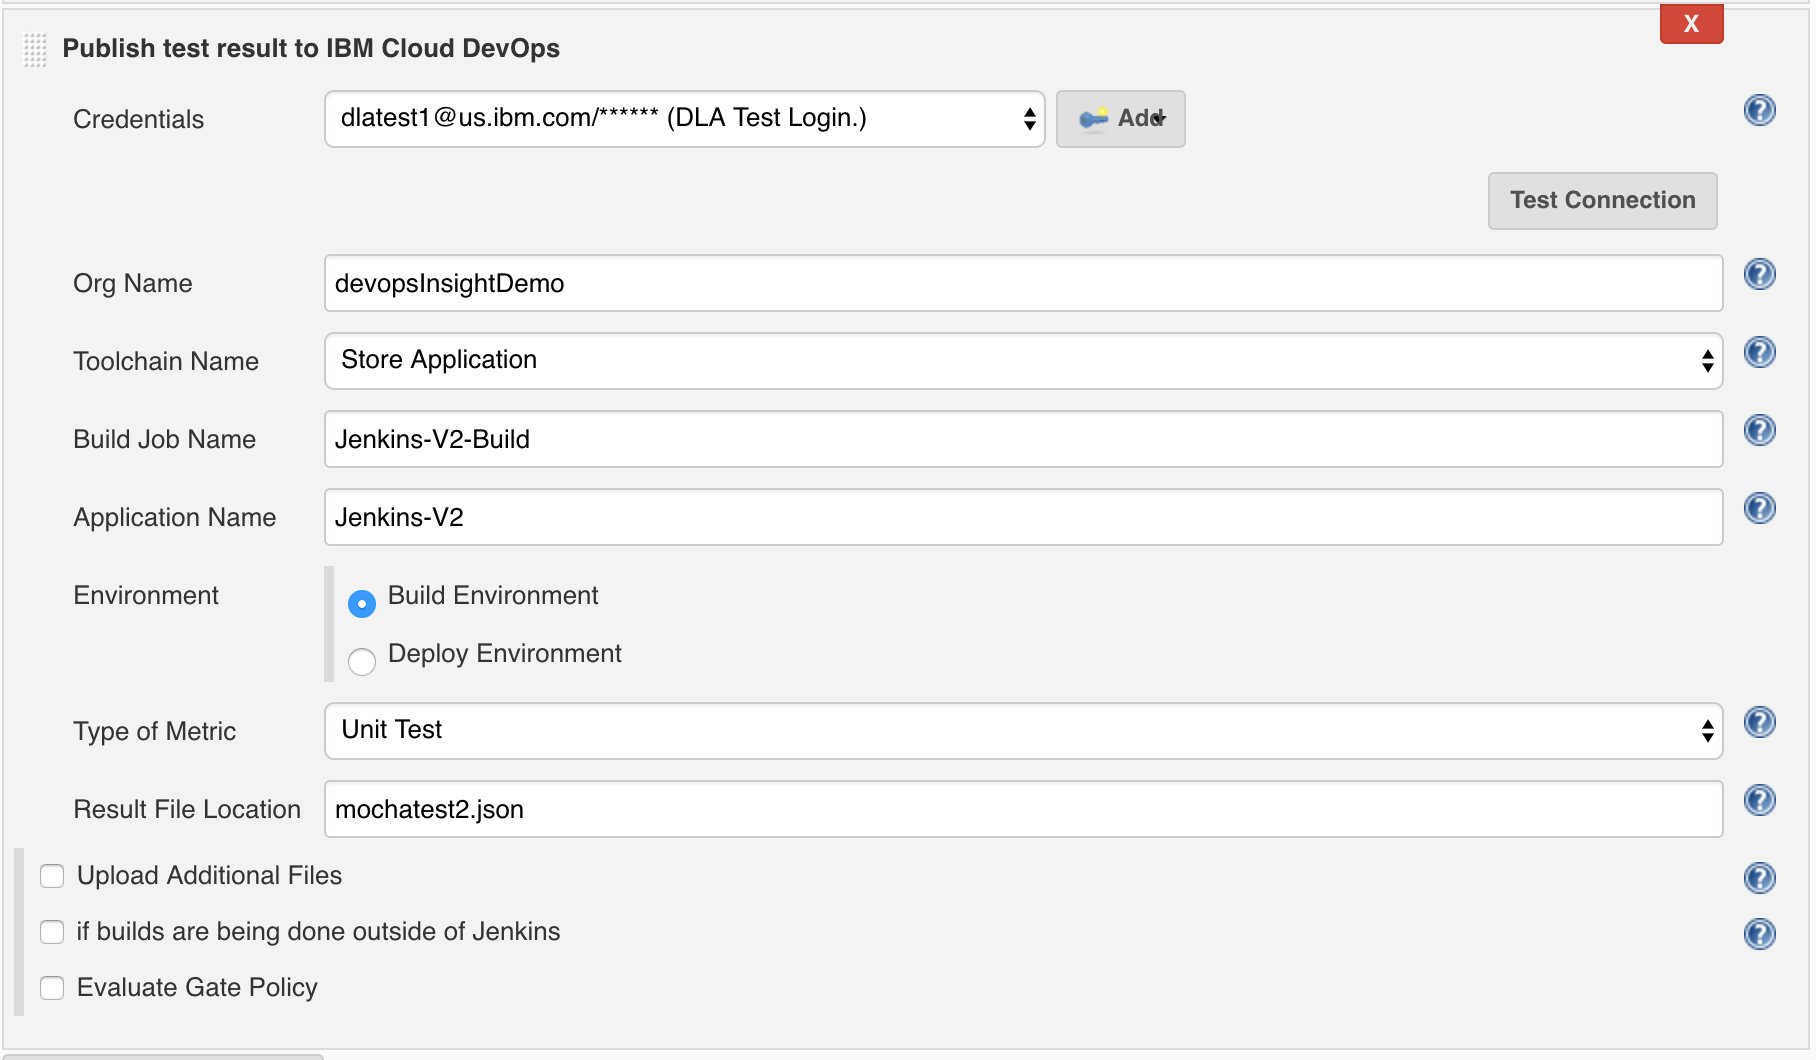 X
Publish test result to IBM Cloud DevOps
Credentials
dlatest1@us.ibm.com/****** (DLA Test Login.)
Add
?
Test Connection
Org Name
devopsInsightDemo
?
Toolchain Name
Store Application
?
Build Job Name
Jenkins-V2-Build
?
Application Name
Jenkins-V2
?
Environment
Build Environment
Deploy Environment
Type of Metric
Unit Test
?
Result File Location
mochatest2.json
?
Upload Additional Files
?
if builds are being done outside of Jenkins
?
Evaluate Gate Policy